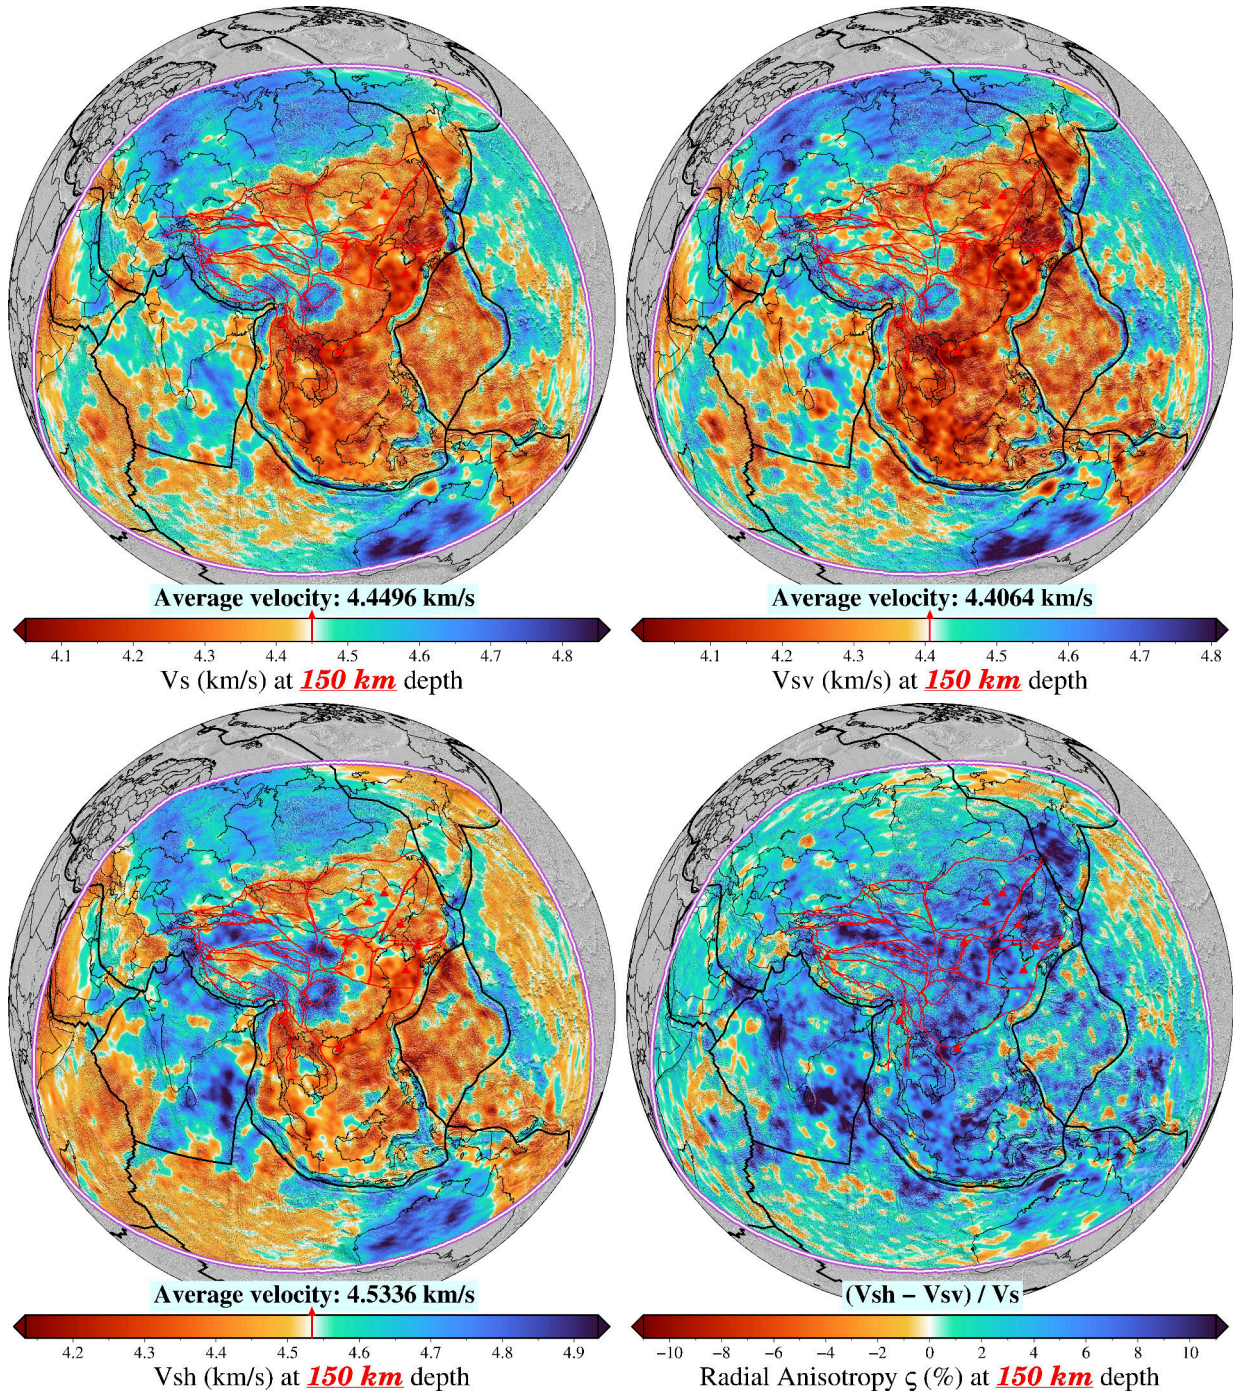 Average velocity: 4.4496 km/s
4.1 4.2 4.3 4.4 4.5 4.6 4.7 4.8
Vs (km/s) at 150 km depth
Average velocity: 4.4064 km/s
4.1 4.2 4.3 4.4 4.5 4.6 4.7 4.8
Vsv (km/s) at 150 km depth
Average velocity: 4.5336 km/s
4.2 4.3 4.4 4.5 4.6 4.7 4.8 4.9
Vsh (km/s) at 150 km depth
(Vsh − Vsv) / Vs
−10 −8 −6 −4 −2 0 2 4 6 8 10
Radial Anisotropy ς (%) at 150 km depth